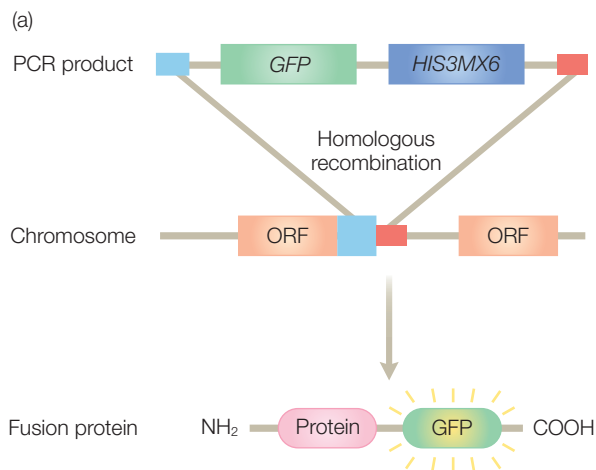 (a)
PCR product
GFP
HIS3MX6
Homologous
recombination
Chromosome
ORF
ORF
Fusion protein
NH₂
Protein
GFP
COOH